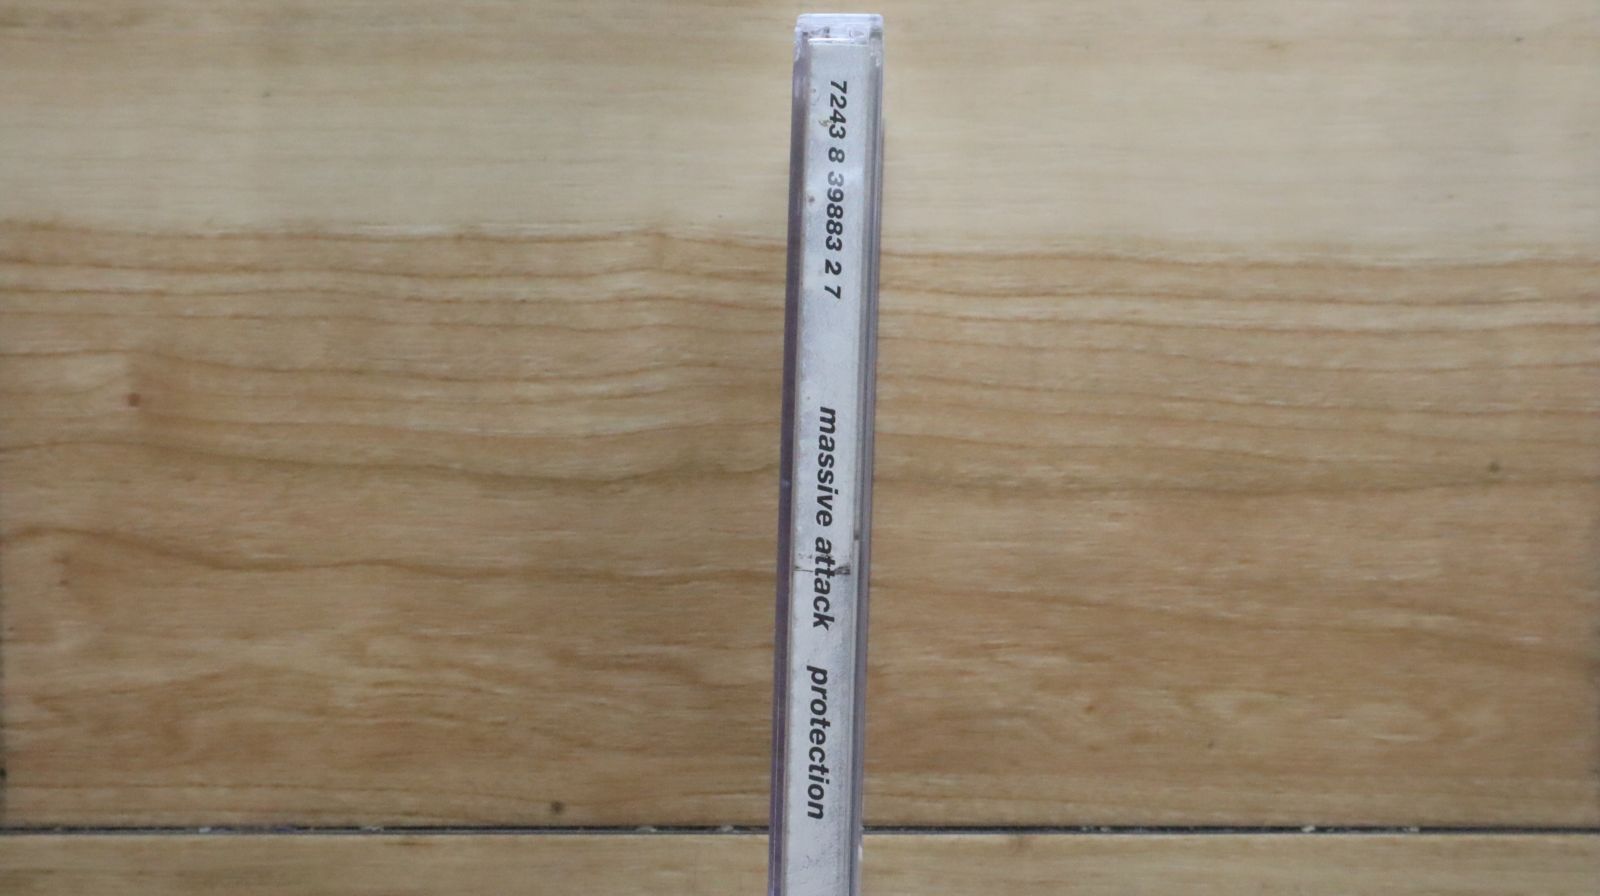 7243 8 39883 2 7 massive attack protection